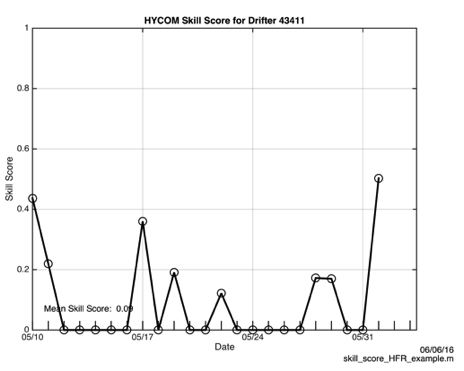 HYCOM Skill Score for Drifter 43411
1
0.8
0.6
0.4
0.2
0
Skill Score
Mean Skill Score: 0.09
05/10
05/17
05/24
05/31
Date
06/06/16
skill_score_HFR_example.m